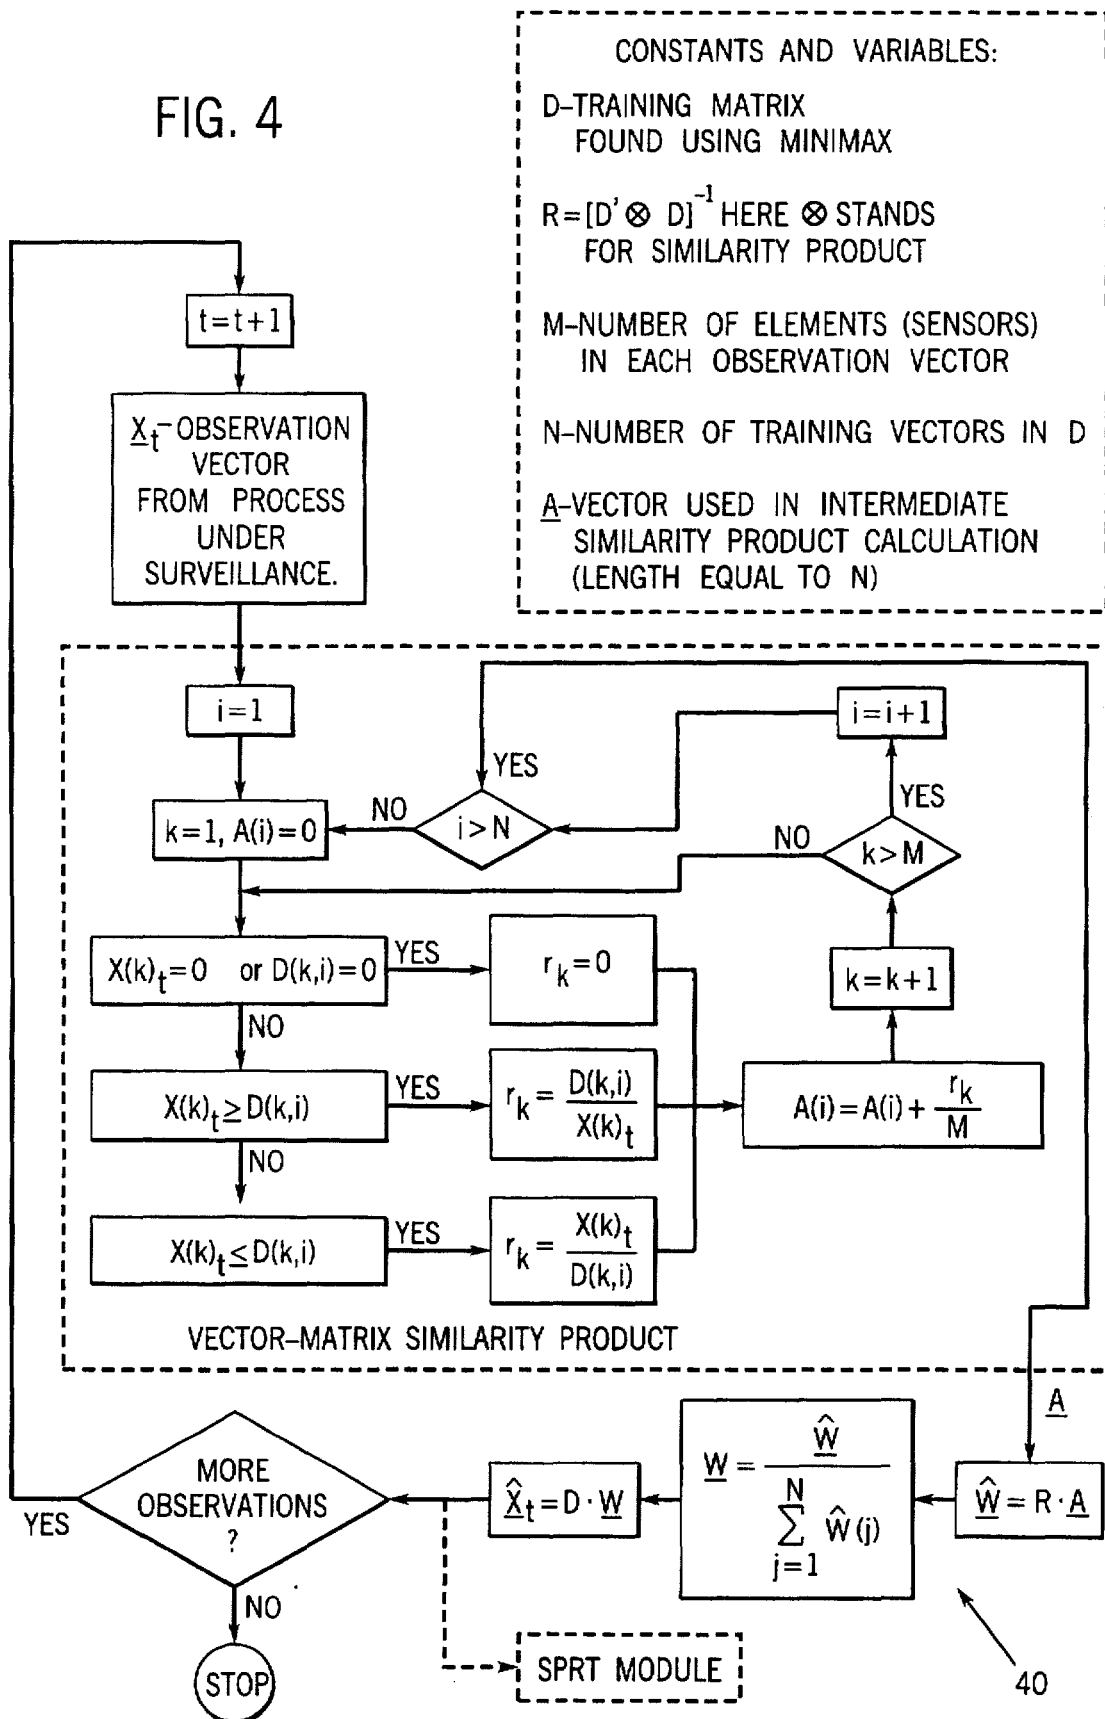 FIG. 4
CONSTANTS AND VARIABLES:
D–TRAINING MATRIX
FOUND USING MINIMAX
R=[D' ⊗ D]⁻¹ HERE ⊗ STANDS
FOR SIMILARITY PRODUCT
M–NUMBER OF ELEMENTS (SENSORS)
IN EACH OBSERVATION VECTOR
N–NUMBER OF TRAINING VECTORS IN D
A–VECTOR USED IN INTERMEDIATE
SIMILARITY PRODUCT CALCULATION
(LENGTH EQUAL TO N)
t=t+1
X_t–OBSERVATION
VECTOR
FROM PROCESS
UNDER
SURVEILLANCE.
i=1
i=i+1
YES
YES
NO
k=1, A(i)=0
i>N
NO
k>M
X(k)_t=0 or D(k,i)=0
YES
r_k=0
k=k+1
NO
X(k)_t≥D(k,i)
YES
r_k = D(k,i)/X(k)_t
A(i)=A(i)+ r_k/M
NO
X(k)_t≤D(k,i)
YES
r_k = X(k)_t/D(k,i)
VECTOR–MATRIX SIMILARITY PRODUCT
A
MORE
OBSERVATIONS
?
YES
X̂_t=D·W
W = Ŵ / ∑_{j=1}^{N} Ŵ(j)
Ŵ=R·A
NO
STOP
SPRT MODULE
40